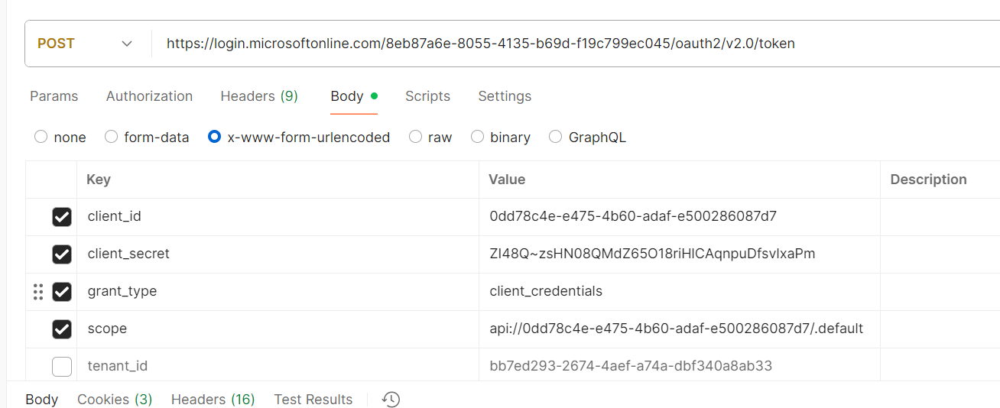 POST https://login.microsoftonline.com/8eb87a6e-8055-4135-b69d-f19c799ec045/oauth2/v2.0/token
Params Authorization Headers (9) Body Scripts Settings
none form-data x-www-form-urlencoded raw binary GraphQL
Key Value Description
client_id 0dd78c4e-e475-4b60-adaf-e500286087d7
client_secret ZI48Q~zsHN08QMdZ65O18riHlCAqnpuDfsvlxaPm
grant_type client_credentials
scope api://0dd78c4e-e475-4b60-adaf-e500286087d7/.default
tenant_id bb7ed293-2674-4aef-a74a-dbf340a8ab33
Body Cookies (3) Headers (16) Test Results